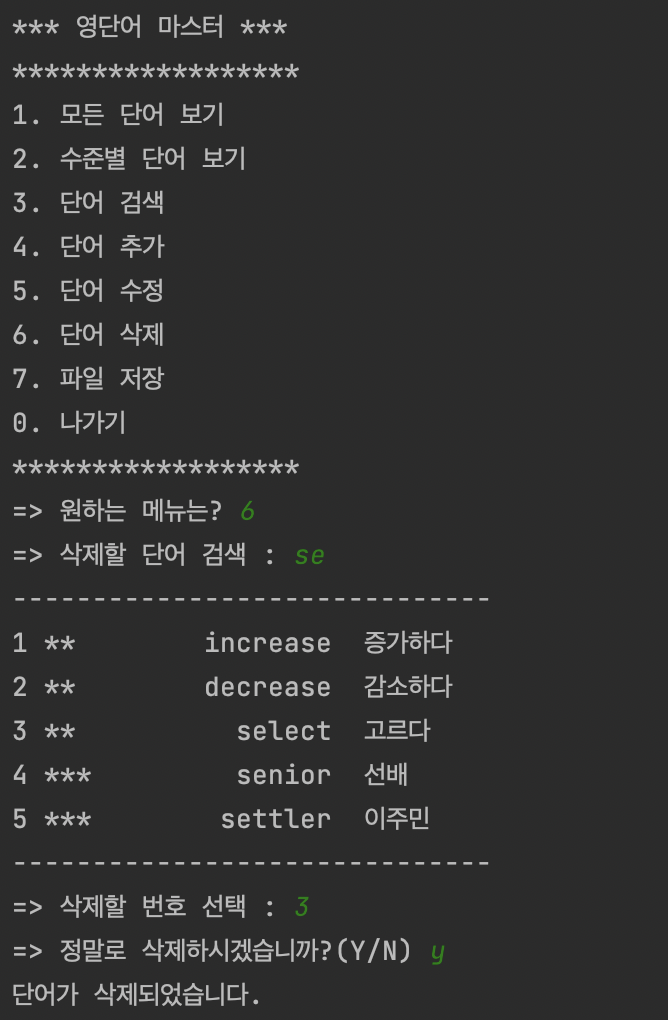 *** 영단어 마스터 ***
******************
1. 모든 단어 보기
2. 수준별 단어 보기
3. 단어 검색
4. 단어 추가
5. 단어 수정
6. 단어 삭제
7. 파일 저장
0. 나가기
******************
=> 원하는 메뉴는? 6
=> 삭제할 단어 검색 : se
------------------------------
1 **        increase  증가하다
2 **        decrease  감소하다
3 **          select  고르다
4 ***         senior  선배
5 ***        settler  이주민
------------------------------
=> 삭제할 번호 선택 : 3
=> 정말로 삭제하시겠습니까?(Y/N) y
단어가 삭제되었습니다.